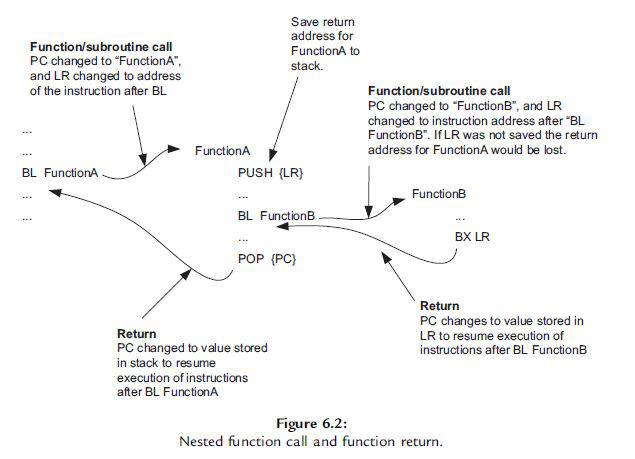 Save return
address for
FunctionA to
stack.
Function/subroutine call
PC changed to “FunctionA”,
and LR changed to address
of the instruction after BL
Function/subroutine call
PC changed to “FunctionB”, and LR
changed to instruction address after “BL
FunctionB”. If LR was not saved the return
address for FunctionA would be lost.
...
...
BL FunctionA
...
...
FunctionA
PUSH {LR}
...
BL FunctionB
...
POP {PC}
FunctionB
...
BX LR
Return
PC changed to value stored
in stack to resume
execution of instructions
after BL FunctionA
Return
PC changes to value stored in
LR to resume execution of
instructions after BL FunctionB
Figure 6.2:
Nested function call and function return.